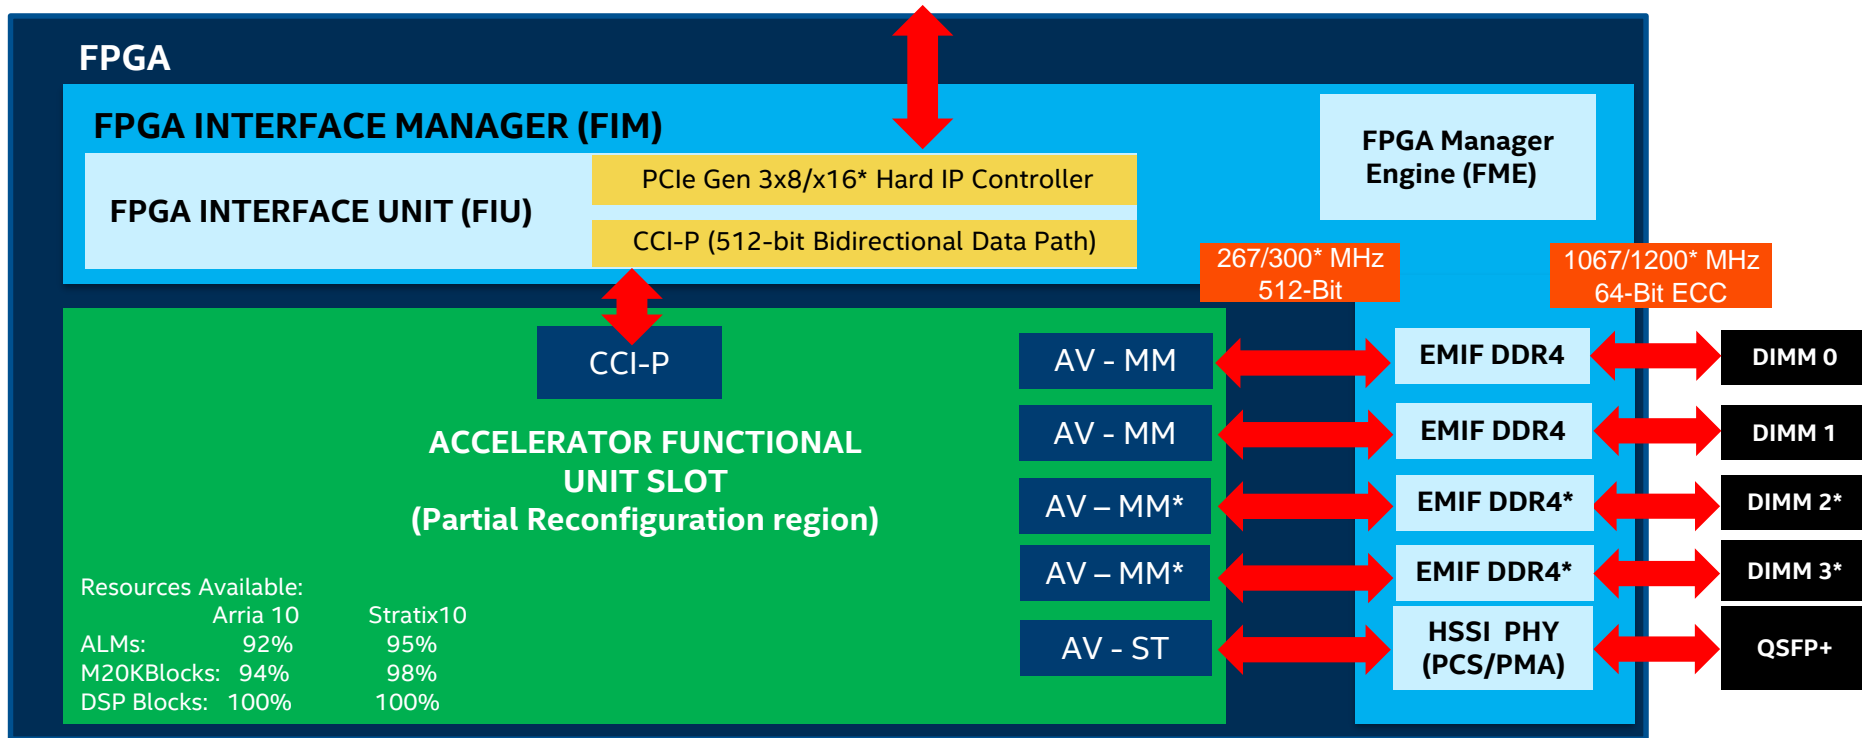 FPGA
FPGA INTERFACE MANAGER (FIM)
FPGA Manager
Engine (FME)
PCIe Gen 3x8/x16* Hard IP Controller
FPGA INTERFACE UNIT (FIU)
CCI-P (512-bit Bidirectional Data Path)
267/300* MHz
512-Bit
1067/1200* MHz
64-Bit ECC
CCI-P
AV - MM
EMIF DDR4
DIMM 0
ACCELERATOR FUNCTIONAL
UNIT SLOT
(Partial Reconfiguration region)
AV - MM
EMIF DDR4
DIMM 1
AV – MM*
EMIF DDR4*
DIMM 2*
AV – MM*
EMIF DDR4*
DIMM 3*
AV - ST
HSSI PHY
(PCS/PMA)
QSFP+
Resources Available:
Arria 10 Stratix10
ALMs: 92% 95%
M20KBlocks: 94% 98%
DSP Blocks: 100% 100%